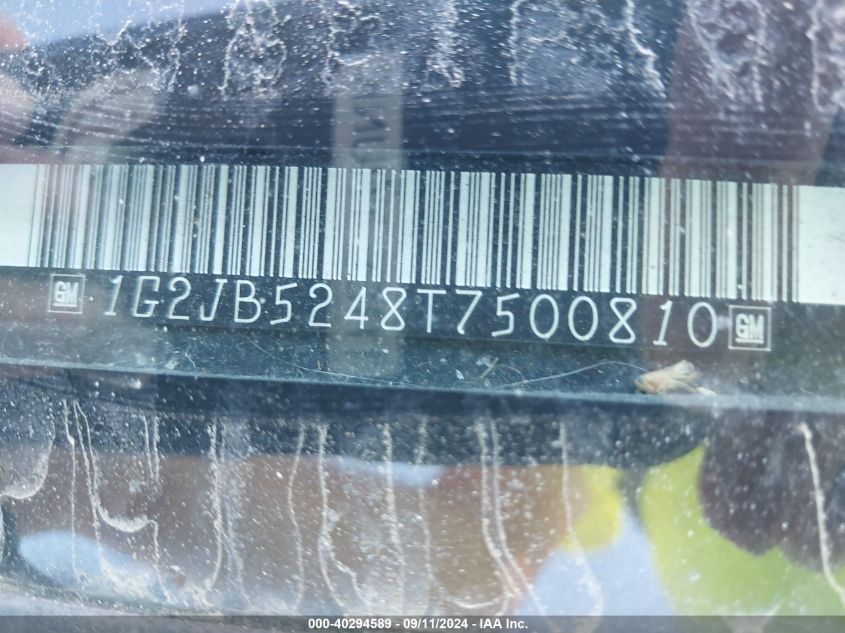 GM 1G2JB5248T7500810 GM
000-40294589 - 09/11/2024 - IAA Inc.